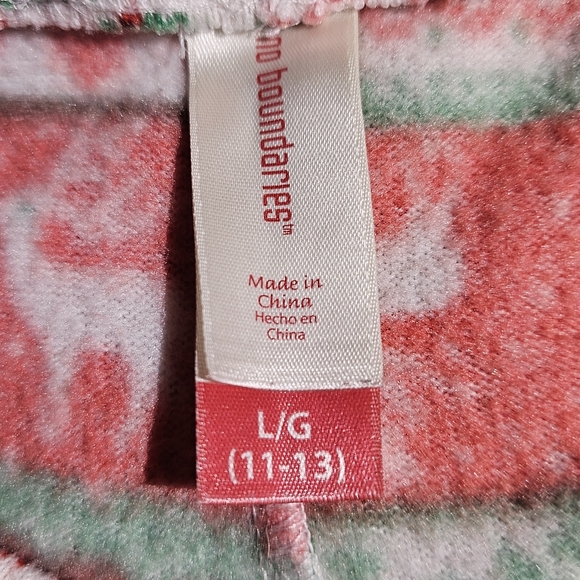 no boundaries™
Made in
China
Hecho en
China
L/G
(11-13)